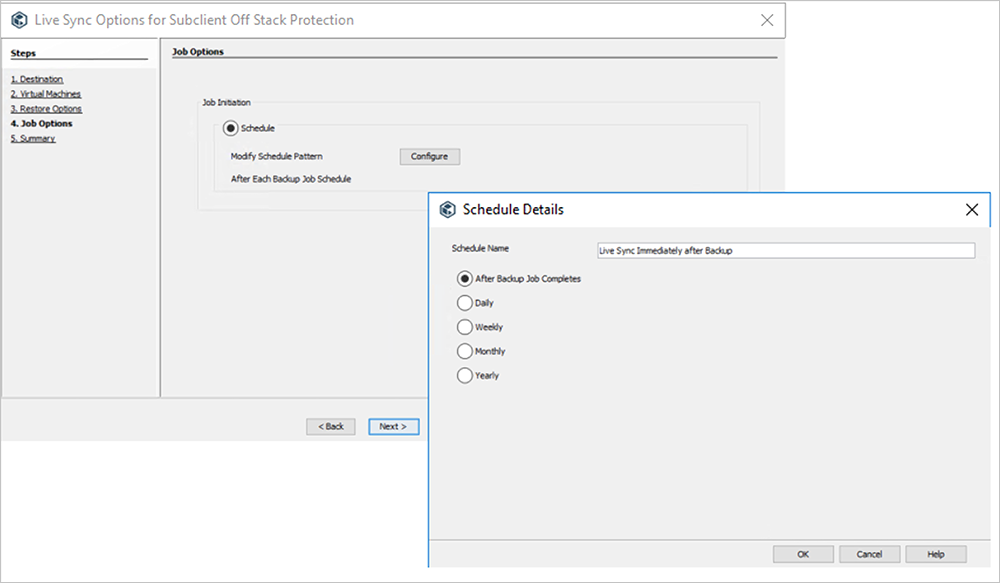 Live Sync Options for Subclient Off Stack Protection
Steps
1. Destination
2. Virtual Machines
3. Restore Options
4. Job Options
5. Summary
Job Options
Job Initiation
Schedule
Modify Schedule Pattern
Configure
After Each Backup Job Schedule
< Back
Next >
Schedule Details
Schedule Name
Live Sync Immediately after Backup
After Backup Job Completes
Daily
Weekly
Monthly
Yearly
OK
Cancel
Help